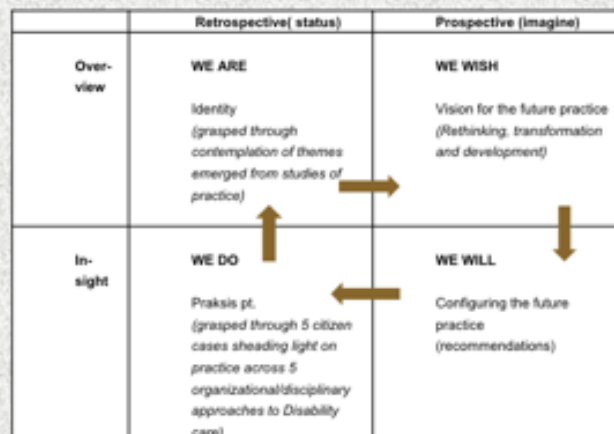 Retrospective( status)
Prospective (imagine)
Over-
view
WE ARE
Identity
(grasped through
contemplation of themes
emerged from studies of
practice)
WE WISH
Vision for the future practice
(Rethinking, transformation
and development)
In-
sight
WE DO
Praksis pt.
(grasped through 5 citizen
cases sheading light on
practice across 5
organizational/disciplinary
approaches to Disability
care)
WE WILL
Configuring the future
practice
(recommendations)